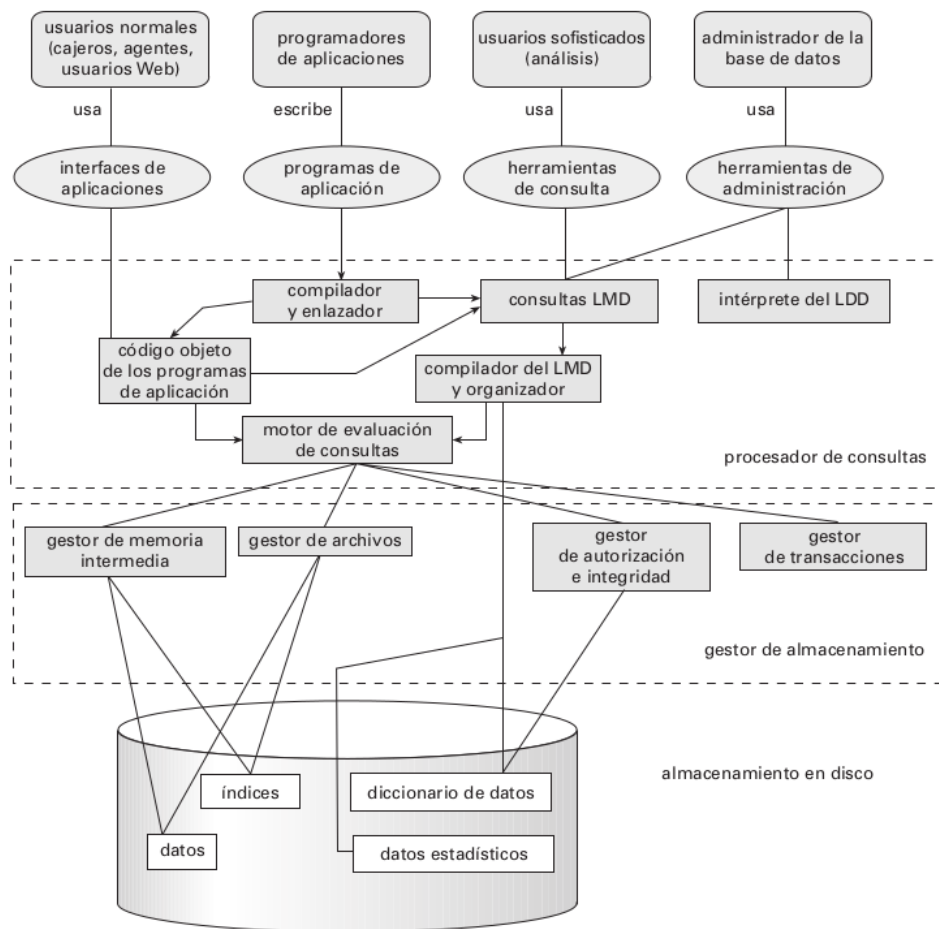 usuarios normales
(cajeros, agentes,
usuarios Web)
programadores
de aplicaciones
usuarios sofisticados
(análisis)
administrador de la
base de datos
usa
escribe
usa
usa
interfaces de
aplicaciones
programas de
aplicación
herramientas
de consulta
herramientas de
administración
compilador
y enlazador
consultas LMD
intérprete del LDD
código objeto
de los programas
de aplicación
compilador del LMD
y organizador
motor de evaluación
de consultas
procesador de consultas
gestor de memoria
intermedia
gestor de archivos
gestor
de autorización
e integridad
gestor
de transacciones
gestor de almacenamiento
almacenamiento en disco
índices
diccionario de datos
datos
datos estadísticos